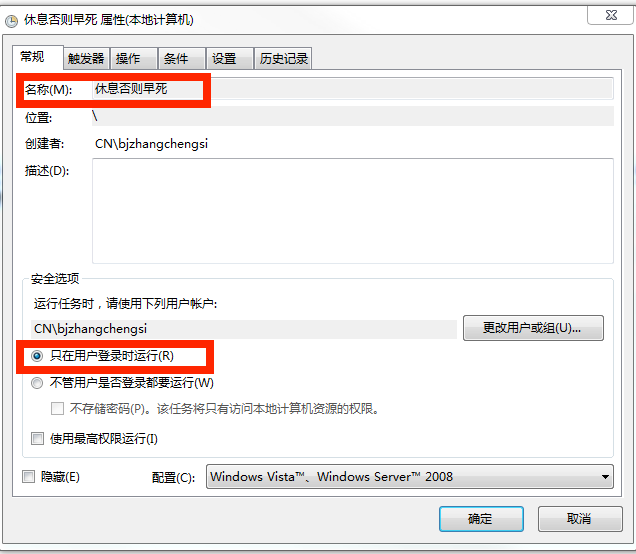 休息否则早死 属性(本地计算机)
常规 触发器 操作 条件 设置 历史记录
名称(M): 休息否则早死
位置: \
创建者: CN\bjzhangchengsi
描述(D):
安全选项
运行任务时，请使用下列用户帐户:
CN\bjzhangchengsi 更改用户或组(U)...
只在用户登录时运行(R)
不管用户是否登录都要运行(W)
不存储密码(P)。该任务将只有访问本地计算机资源的权限。
使用最高权限运行(I)
隐藏(E) 配置(C): Windows Vista™、Windows Server™ 2008
确定 取消